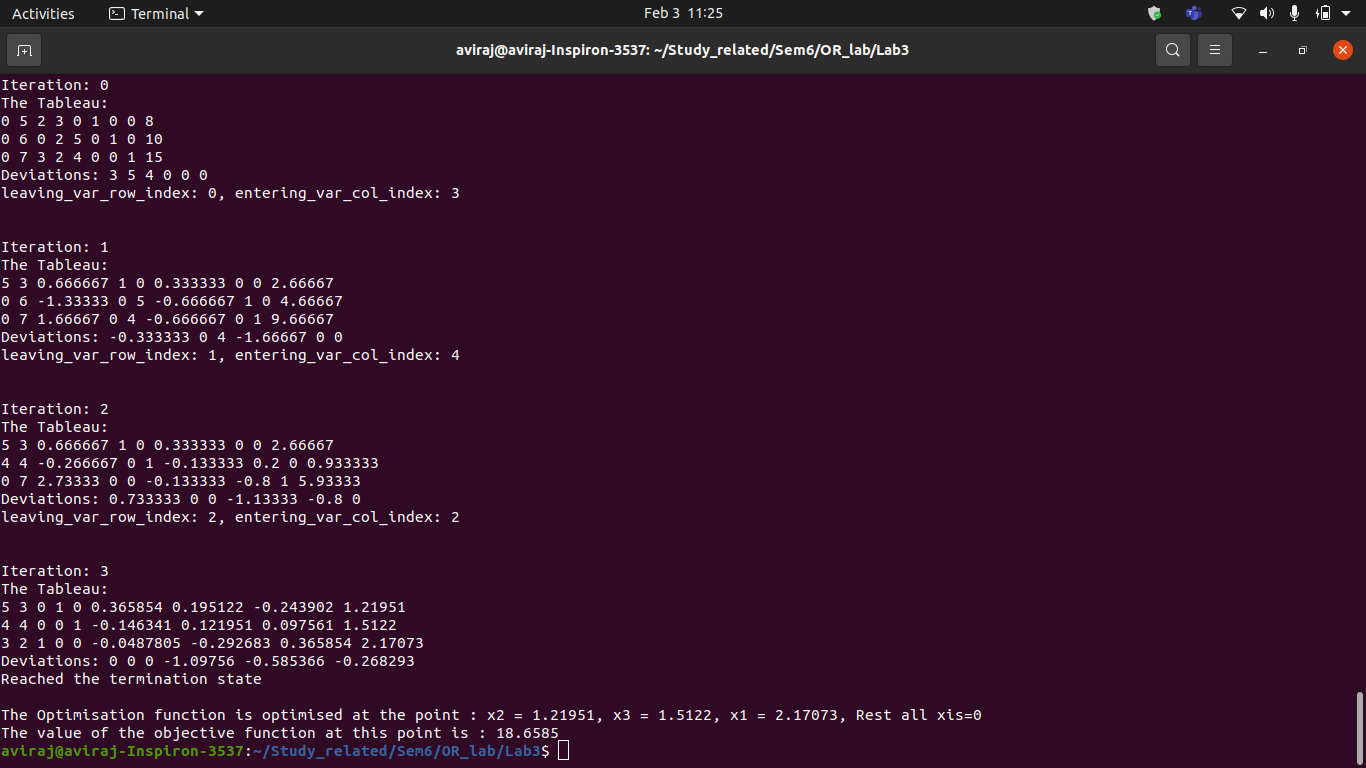 Activities
Terminal
Feb 3 11:25
aviraj@aviraj-Inspiron-3537: ~/Study_related/Sem6/OR_lab/Lab3
Iteration: 0
The Tableau:
0 5 2 3 0 1 0 0 8
0 6 0 2 5 0 1 0 10
0 7 3 2 4 0 0 1 15
Deviations: 3 5 4 0 0 0
leaving_var_row_index: 0, entering_var_col_index: 3
Iteration: 1
The Tableau:
5 3 0.666667 1 0 0.333333 0 0 2.66667
0 6 -1.33333 0 5 -0.666667 1 0 4.66667
0 7 1.66667 0 4 -0.666667 0 1 9.66667
Deviations: -0.333333 0 4 -1.66667 0 0
leaving_var_row_index: 1, entering_var_col_index: 4
Iteration: 2
The Tableau:
5 3 0.666667 1 0 0.333333 0 0 2.66667
4 4 -0.266667 0 1 -0.133333 0.2 0 0.933333
0 7 2.73333 0 0 -0.133333 -0.8 1 5.93333
Deviations: 0.733333 0 0 -1.13333 -0.8 0
leaving_var_row_index: 2, entering_var_col_index: 2
Iteration: 3
The Tableau:
5 3 0 1 0 0.365854 0.195122 -0.243902 1.21951
4 4 0 0 1 -0.146341 0.121951 0.097561 1.5122
3 2 1 0 0 -0.0487805 -0.292683 0.365854 2.17073
Deviations: 0 0 0 -1.09756 -0.585366 -0.268293
Reached the termination state
The Optimisation function is optimised at the point : x2 = 1.21951, x3 = 1.5122, x1 = 2.17073, Rest all xis=0
The value of the objective function at this point is : 18.6585
aviraj@aviraj-Inspiron-3537:~/Study_related/Sem6/OR_lab/Lab3$